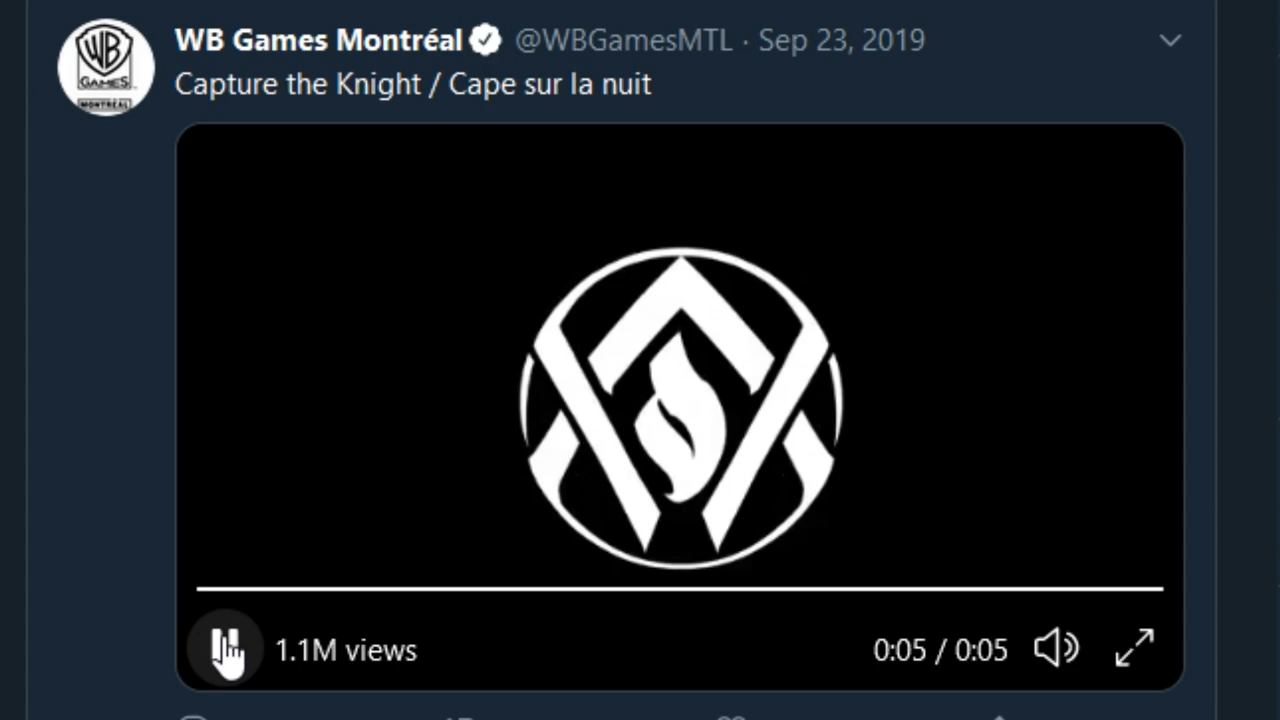 WB
GAMES
MONTRÉAL
WB Games Montréal @WBGamesMTL · Sep 23, 2019
Capture the Knight / Cape sur la nuit
1.1M views
0:05 / 0:05